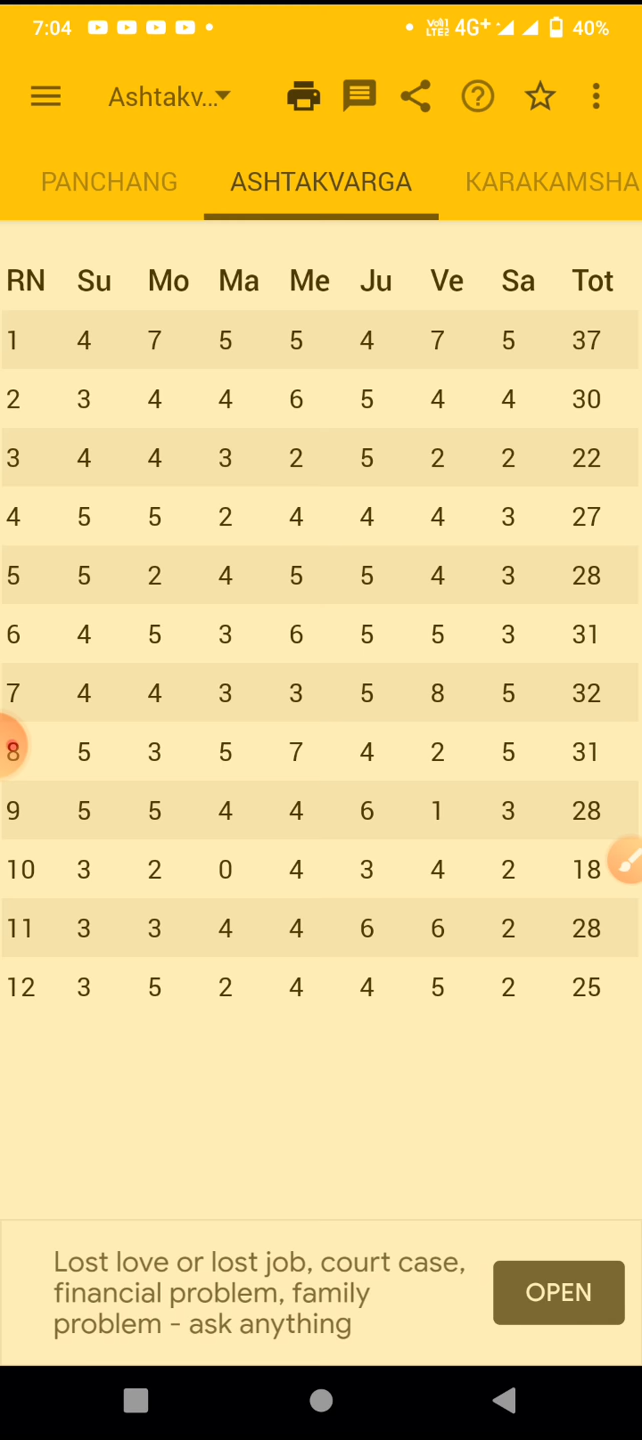 7:04 4G+ 40%
Ashtakv...
PANCHANG ASHTAKVARGA KARAKAMSHA
RN Su Mo Ma Me Ju Ve Sa Tot
1 4 7 5 5 4 7 5 37
2 3 4 4 6 5 4 4 30
3 4 4 3 2 5 2 2 22
4 5 5 2 4 4 4 3 27
5 5 2 4 5 5 4 3 28
6 4 5 3 6 5 5 3 31
7 4 4 3 3 5 8 5 32
8 5 3 5 7 4 2 5 31
9 5 5 4 4 6 1 3 28
10 3 2 0 4 3 4 2 18
11 3 3 4 4 6 6 2 28
12 3 5 2 4 4 5 2 25
Lost love or lost job, court case,
financial problem, family
problem - ask anything
OPEN